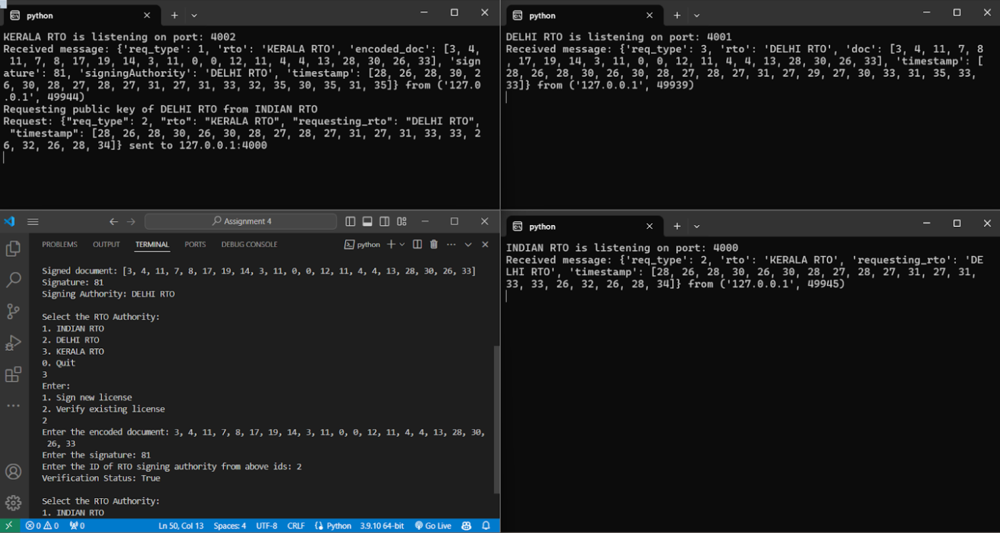 python
KERALA RTO is listening on port: 4002
Received message: {'req_type': 1, 'rto': 'KERALA RTO', 'encoded_doc': [3, 4,
 11, 7, 8, 17, 19, 14, 3, 11, 0, 0, 12, 11, 4, 4, 13, 28, 30, 26, 33], 'sign
ature': 81, 'signingAuthority': 'DELHI RTO', 'timestamp': [28, 26, 28, 30, 2
6, 30, 28, 27, 28, 27, 31, 27, 31, 33, 32, 35, 30, 35, 31, 35]} from ('127.0
.0.1', 49944)
Requesting public key of DELHI RTO from INDIAN RTO
Request: {"req_type": 2, "rto": "KERALA RTO", "requesting_rto": "DELHI RTO",
 "timestamp": [28, 26, 28, 30, 26, 30, 28, 27, 28, 27, 31, 27, 31, 33, 33, 2
6, 32, 26, 28, 34]} sent to 127.0.0.1:4000
python
DELHI RTO is listening on port: 4001
Received message: {'req_type': 3, 'rto': 'DELHI RTO', 'doc': [3, 4, 11, 7, 8
, 17, 19, 14, 3, 11, 0, 0, 12, 11, 4, 4, 13, 28, 30, 26, 33], 'timestamp': [
28, 26, 28, 30, 26, 30, 28, 27, 28, 27, 31, 27, 29, 27, 30, 33, 31, 35, 33,
33]} from ('127.0.0.1', 49939)
Assignment 4
PROBLEMS OUTPUT TERMINAL PORTS DEBUG CONSOLE python
Signed document: [3, 4, 11, 7, 8, 17, 19, 14, 3, 11, 0, 0, 12, 11, 4, 4, 13, 28, 30, 26, 33]
Signature: 81
Signing Authority: DELHI RTO
Select the RTO Authority:
1. INDIAN RTO
2. DELHI RTO
3. KERALA RTO
0. Quit
3
Enter:
1. Sign new license
2. Verify existing license
2
Enter the encoded document: 3, 4, 11, 7, 8, 17, 19, 14, 3, 11, 0, 0, 12, 11, 4, 4, 13, 28, 30,
 26, 33
Enter the signature: 81
Enter the ID of RTO signing authority from above ids: 2
Verification Status: True
Select the RTO Authority:
1. INDIAN RTO
0 0 0 Ln 50, Col 13 Spaces: 4 UTF-8 CRLF Python 3.9.10 64-bit Go Live
python
INDIAN RTO is listening on port: 4000
Received message: {'req_type': 2, 'rto': 'KERALA RTO', 'requesting_rto': 'DE
LHI RTO', 'timestamp': [28, 26, 28, 30, 26, 30, 28, 27, 28, 27, 31, 27, 31,
33, 33, 26, 32, 26, 28, 34]} from ('127.0.0.1', 49945)